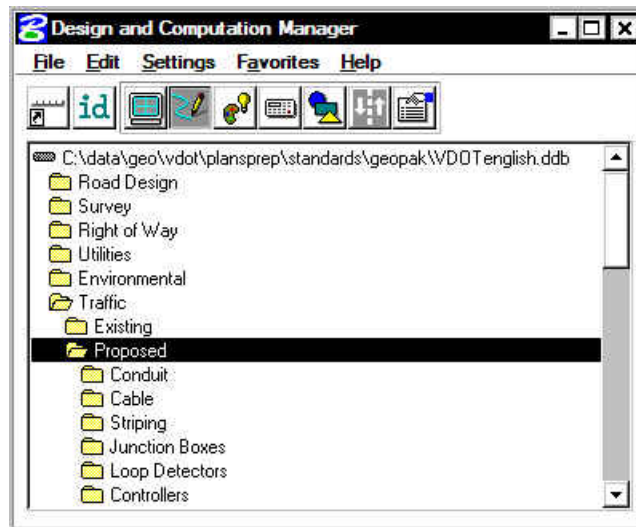 Design and Computation Manager
File Edit Settings Favorites Help
id
C:\data\geo\vdot\plansprep\standards\geopak\VDOTenglish.ddb
Road Design
Survey
Right of Way
Utilities
Environmental
Traffic
Existing
Proposed
Conduit
Cable
Striping
Junction Boxes
Loop Detectors
Controllers